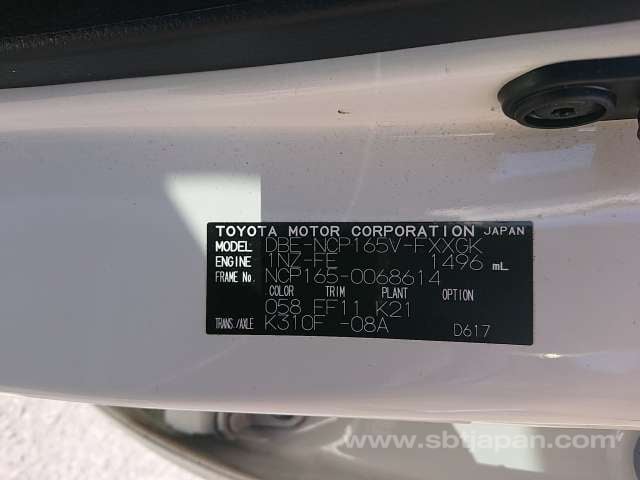 TOYOTA MOTOR CORPORATION JAPAN
MODEL DBE-NCP165V-FXXGK
ENGINE 1NZ-FE 1496 mL
FRAME No. NCP165-0068614
COLOR TRIM PLANT OPTION
058 EF11 K21
TRANS./AXLE K310F -08A D617
www.sbtjapan.com